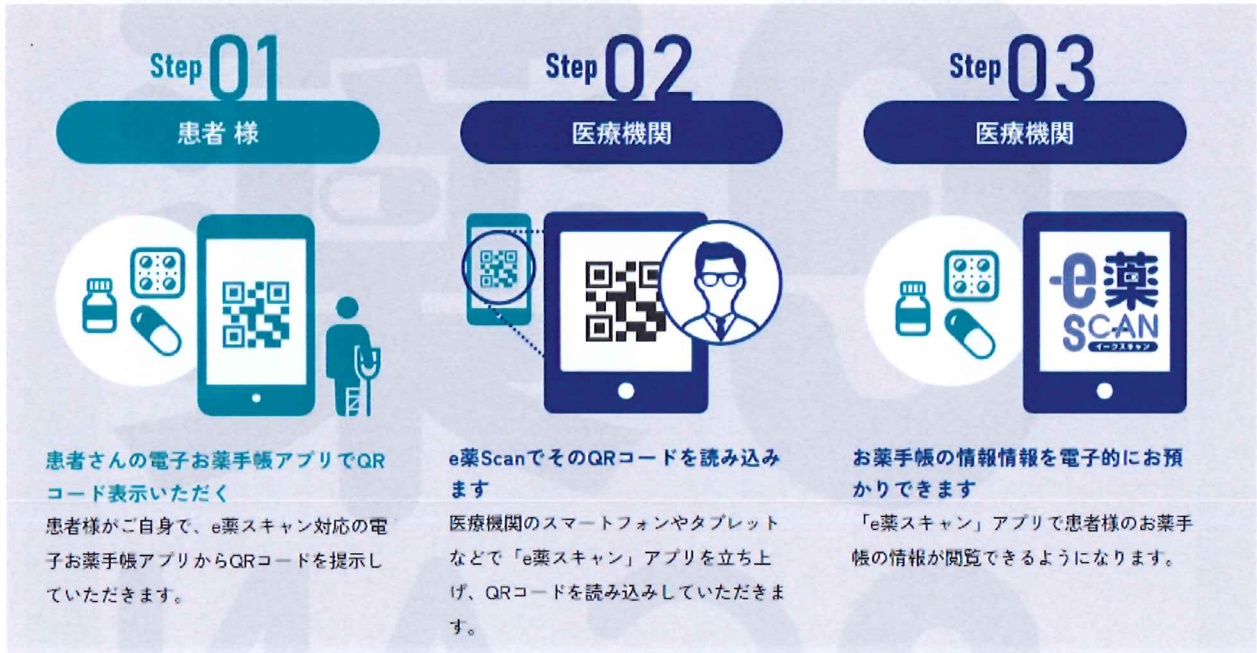 Step 01
患者 様
患者さんの電子お薬手帳アプリでQR
コード表示いただく
患者様がご自身で、e薬スキャン対応の電
子お薬手帳アプリからQRコードを提示し
ていただきます。
Step 02
医療機関
e薬Scanでそのコードを読み込み
ます
医療機関のスマートフォンやタブレット
などで「e薬スキャン」アプリを立ち上
げ、QRコードを読み込みしていただきま
す。
Step 03
医療機関
e薬
SCAN
イークスキャン
お薬手帳の情報情報を電子的にお預
かりできます
「e薬スキャン」アプリで患者様のお薬手
帳の情報が閲覧できるようになります。